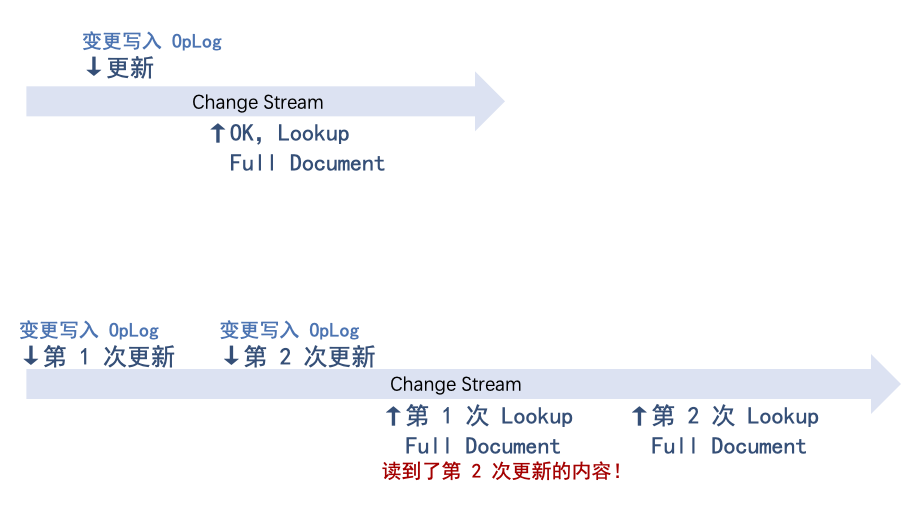 变更写入 OpLog
↓更新
Change Stream
↑OK, Lookup
Full Document
变更写入 OpLog
变更写入 OpLog
↓第 1 次更新
↓第 2 次更新
Change Stream
↑第 1 次 Lookup
Full Document
↑第 2 次 Lookup
Full Document
读到了第 2 次更新的内容！